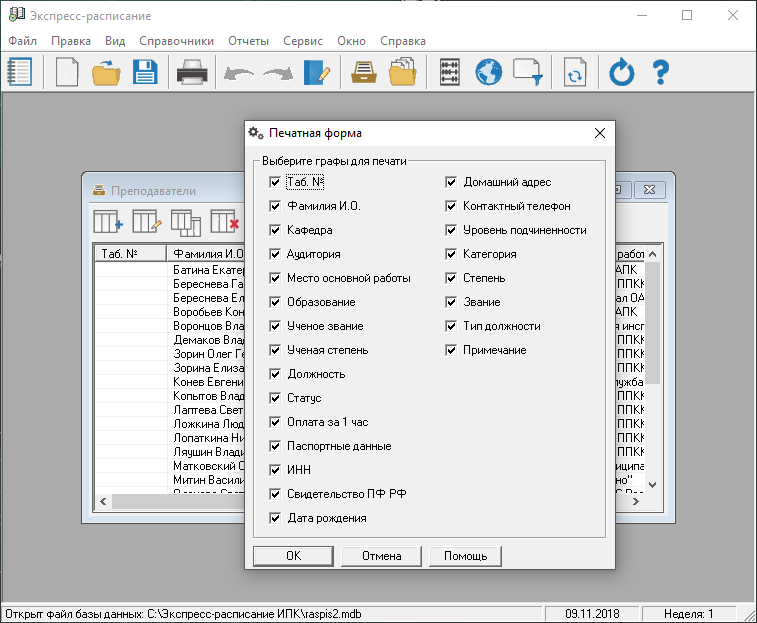 Экспресс-расписание
Файл Правка Вид Справочники Отчеты Сервис Окно Справка
Печатная форма
Выберите графы для печати
Таб. №
Фамилия И.О.
Кафедра
Аудитория
Место основной работы
Образование
Ученое звание
Ученая степень
Должность
Статус
Оплата за 1 час
Паспортные данные
ИНН
Свидетельство ПФ РФ
Дата рождения
Домашний адрес
Контактный телефон
Уровень подчиненности
Категория
Степень
Звание
Тип должности
Примечание
ОК Отмена Помощь
Преподаватели
Таб. № Фамилия И.О работ
Батина Екатер АПК
Береснева Га ППКК
Береснева Ел ал ОА
Воробьев Кон АПК
Воронцов Вла я инсп
Демаков Влад ППКК
Зорин Олег Ге ППКК
Зорина Елиза ППКК
Конев Евгени лужба
Копытов Влад ППКК
Лаптева Свет ППКК
Ложкина Люд ППКК
Лопаткина Ни ППКК
Ляушин Влади ППКК
Матковский С иципа
Митин Васили но"
Открыт файл базы данных: C:\Экспресс-расписание ИПК\raspis2.mdb 09.11.2018 Неделя: 1